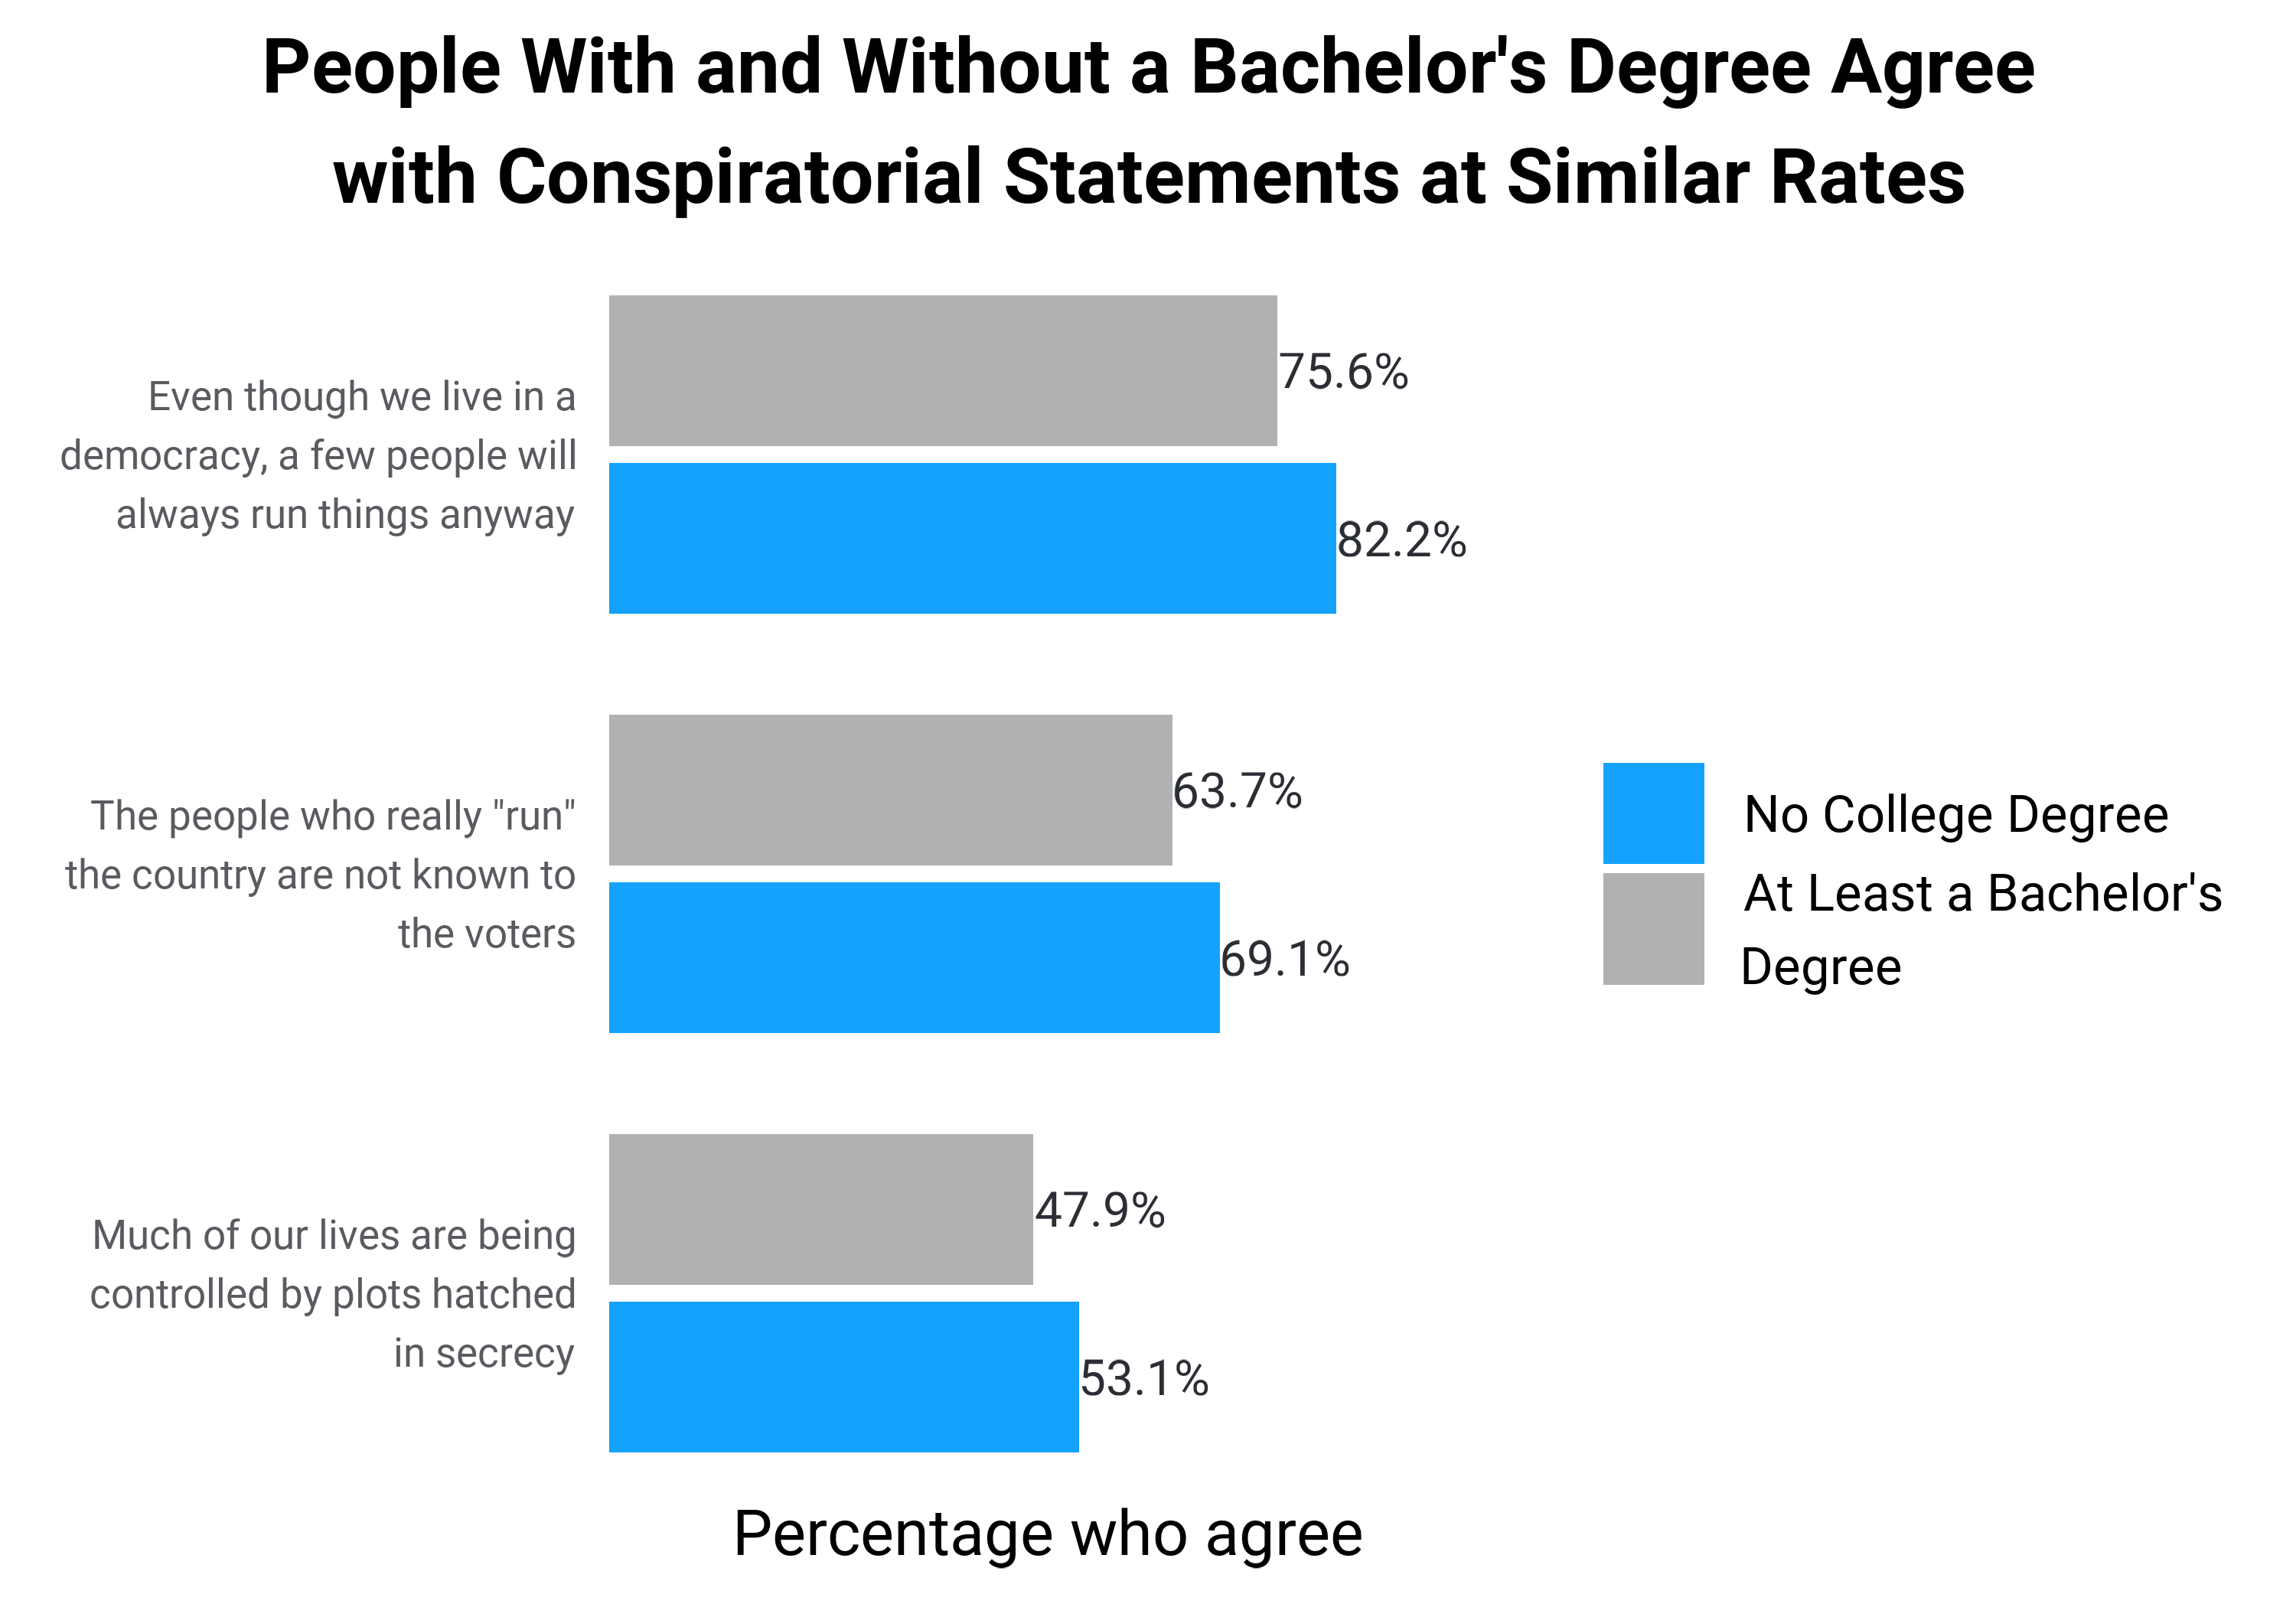 People With and Without a Bachelor's Degree Agree
with Conspiratorial Statements at Similar Rates
Even though we live in a
democracy, a few people will
always run things anyway
75.6%
82.2%
The people who really "run"
the country are not known to
the voters
63.7%
69.1%
No College Degree
At Least a Bachelor's
Degree
Much of our lives are being
controlled by plots hatched
in secrecy
47.9%
53.1%
Percentage who agree